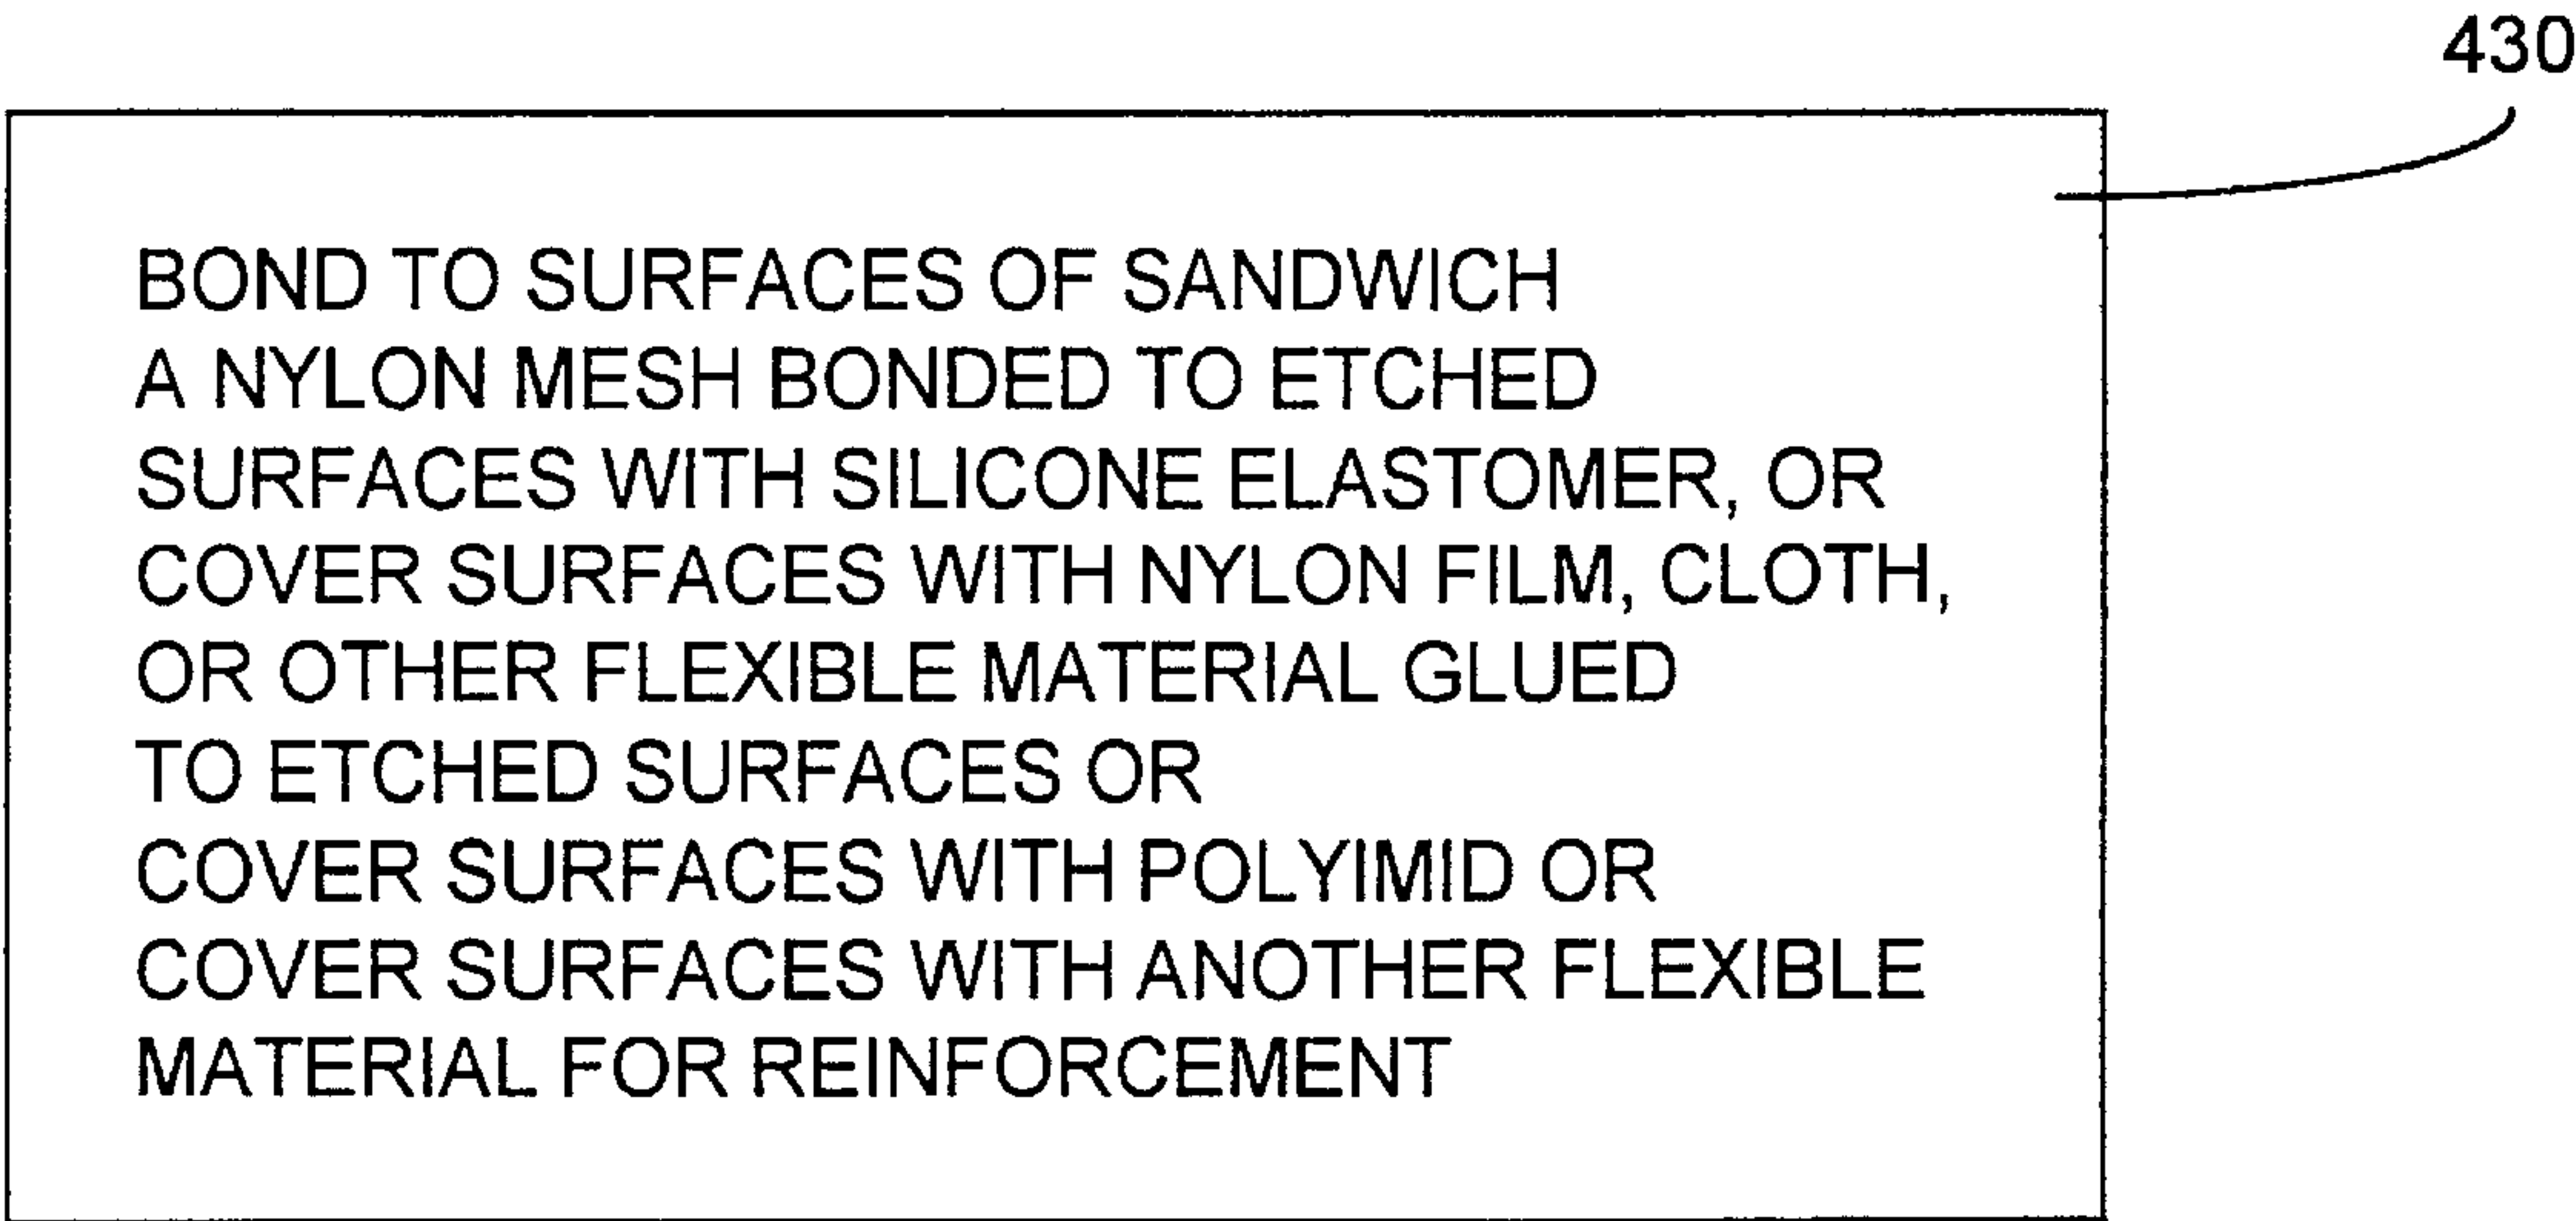 430
BOND TO SURFACES OF SANDWICH
A NYLON MESH BONDED TO ETCHED
SURFACES WITH SILICONE ELASTOMER, OR
COVER SURFACES WITH NYLON FILM, CLOTH,
OR OTHER FLEXIBLE MATERIAL GLUED
TO ETCHED SURFACES OR
COVER SURFACES WITH POLYIMID OR
COVER SURFACES WITH ANOTHER FLEXIBLE
MATERIAL FOR REINFORCEMENT